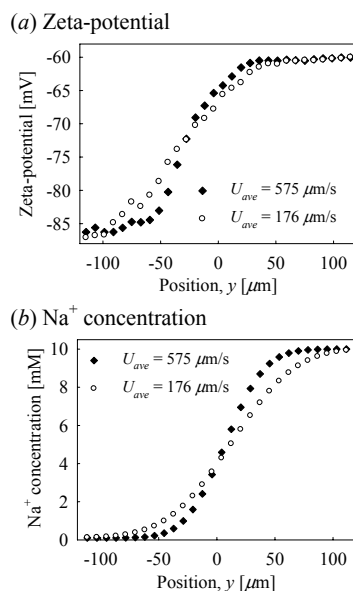 (a) Zeta-potential
Zeta-potential [mV]
-60
-65
-70
-75
-80
-85
U_ave = 575 μm/s
U_ave = 176 μm/s
-100 -50 0 50 100
Position, y [μm]
(b) Na⁺ concentration
Na⁺ concentration [mM]
10
8
6
4
2
0
U_ave = 575 μm/s
U_ave = 176 μm/s
-100 -50 0 50 100
Position, y [μm]